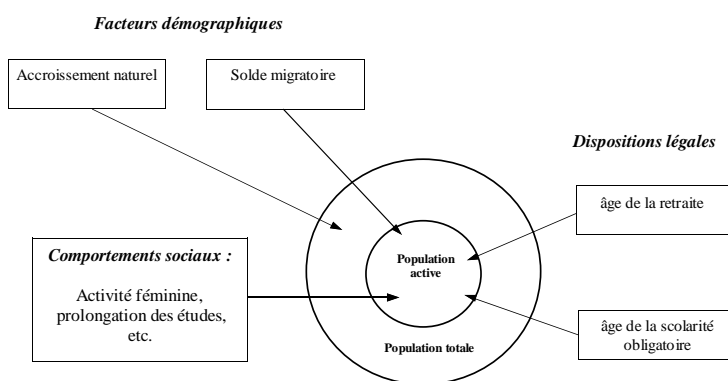 Facteurs démographiques
Accroissement naturel
Solde migratoire
Dispositions légales
âge de la retraite
Comportements sociaux :
Activité féminine,
prolongation des études,
etc.
Population
active
âge de la scolarité
obligatoire
Population totale